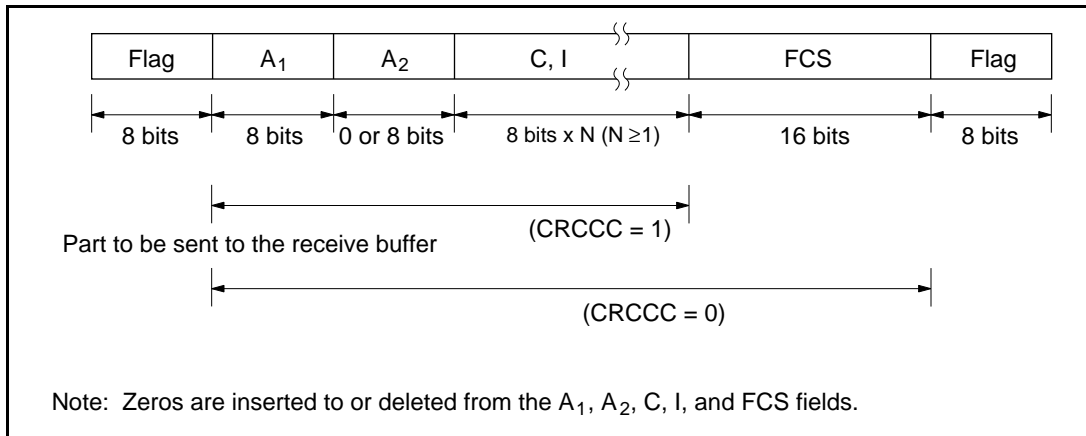 Flag A1 A2 C, I FCS Flag
8 bits 8 bits 0 or 8 bits 8 bits x N (N ≥1) 16 bits 8 bits
(CRCCC = 1)
Part to be sent to the receive buffer
(CRCCC = 0)
Note: Zeros are inserted to or deleted from the A1, A2, C, I, and FCS fields.